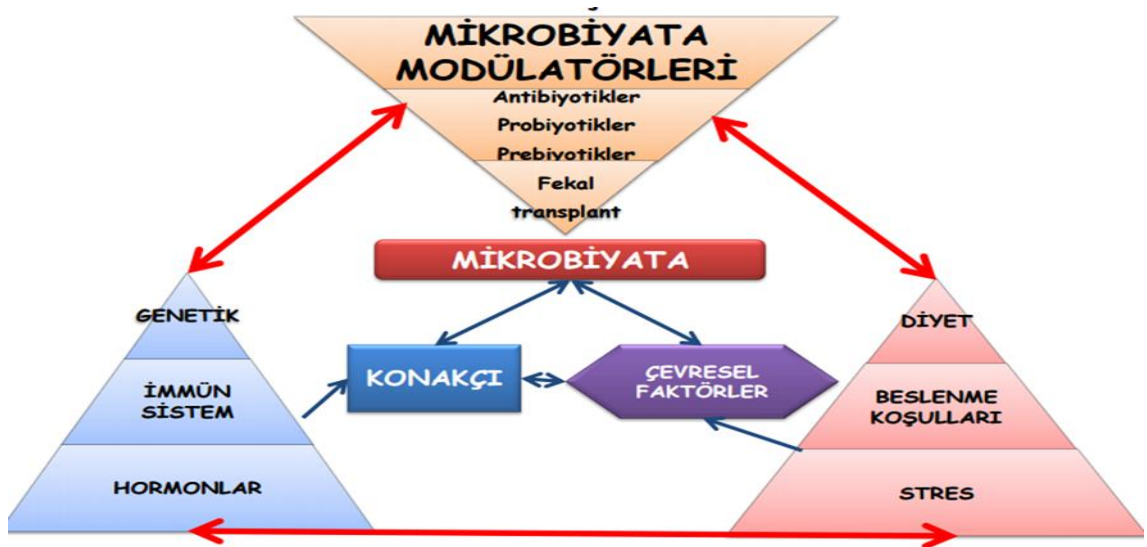 MİKROBİYATA
MODÜLATÖRLERİ
Antibiyotikler
Probiyotikler
Prebiyotikler
Fekal
transplant
MİKROBİYATA
GENETİK
İMMÜN
SİSTEM
HORMONLAR
KONAKÇI
ÇEVRESEL
FAKTÖRLER
DİYET
BESLENME
KOŞULLARI
STRES